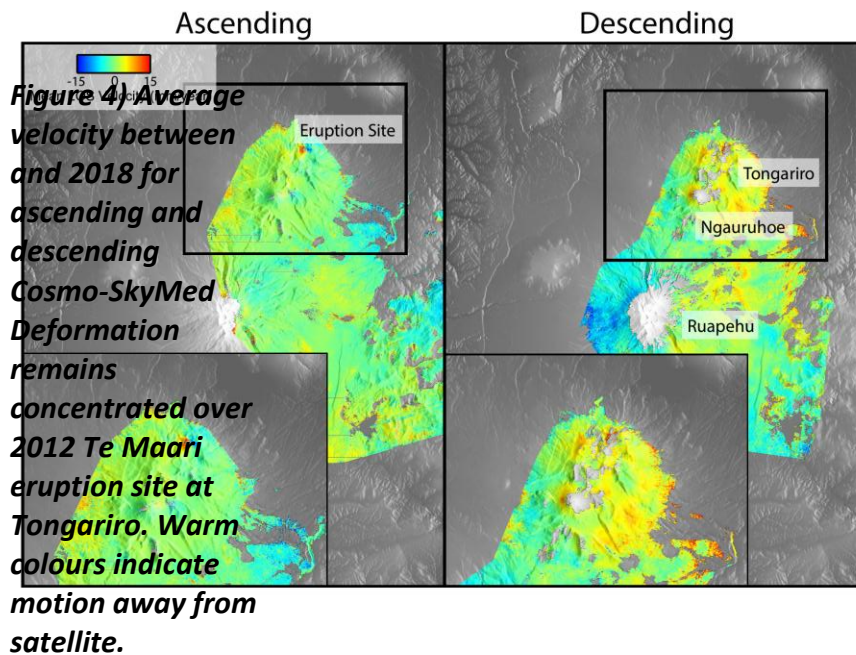 Ascending
Descending
-15 0 15
Figure 4) Average
velocity between
and 2018 for
ascending and
descending
Cosmo-SkyMed
Deformation
remains
concentrated over
2012 Te Maari
eruption site at
Tongariro. Warm
colours indicate
motion away from
satellite.
Eruption Site
Tongariro
Ngauruhoe
Ruapehu